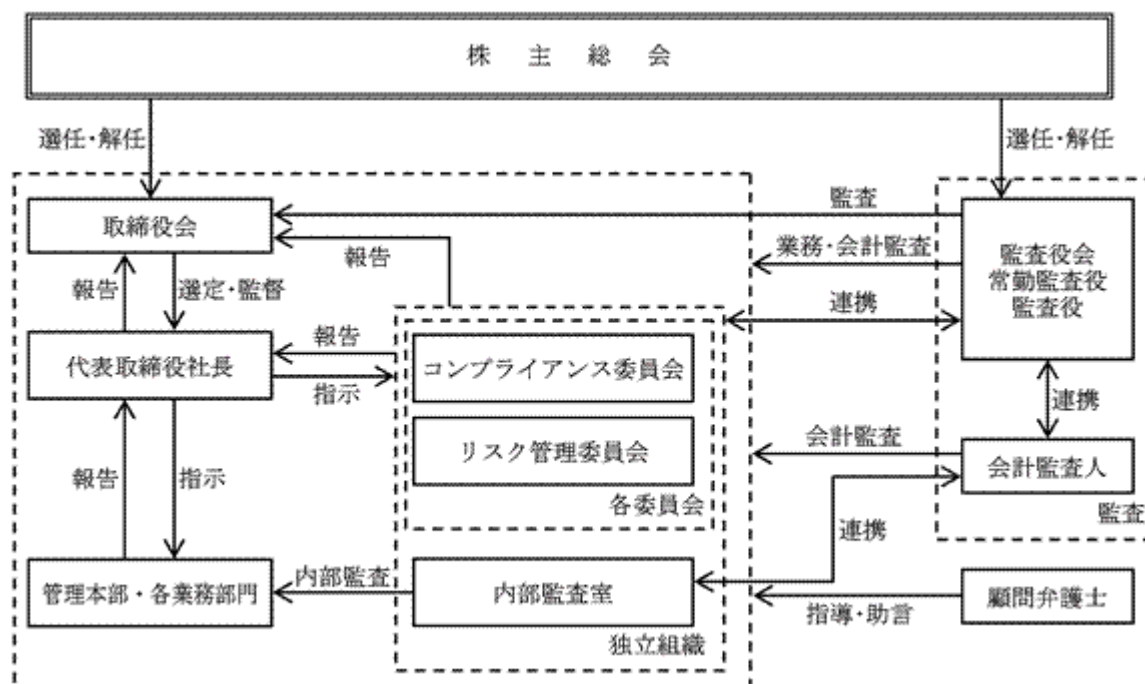 株主総会
選任・解任
選任・解任
取締役会
監査
報告
業務・会計監査
監査役会
常勤監査役
監査役
報告
選定・監督
連携
代表取締役社長
報告
指示
コンプライアンス委員会
リスク管理委員会
各委員会
連携
会計監査
会計監査人
監査
報告
指示
連携
管理本部・各業務部門
内部監査
内部監査室
独立組織
指導・助言
顧問弁護士